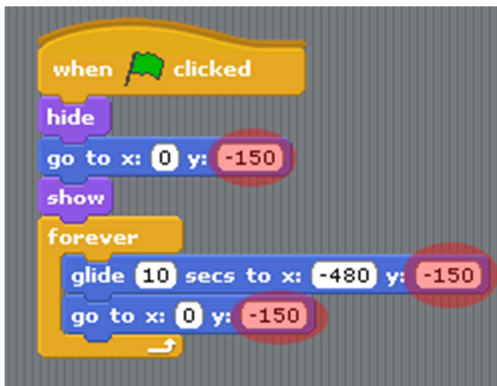 when clicked
hide
go to x: 0 y: -150
show
forever
glide 10 secs to x: -480 y: -150
go to x: 0 y: -150